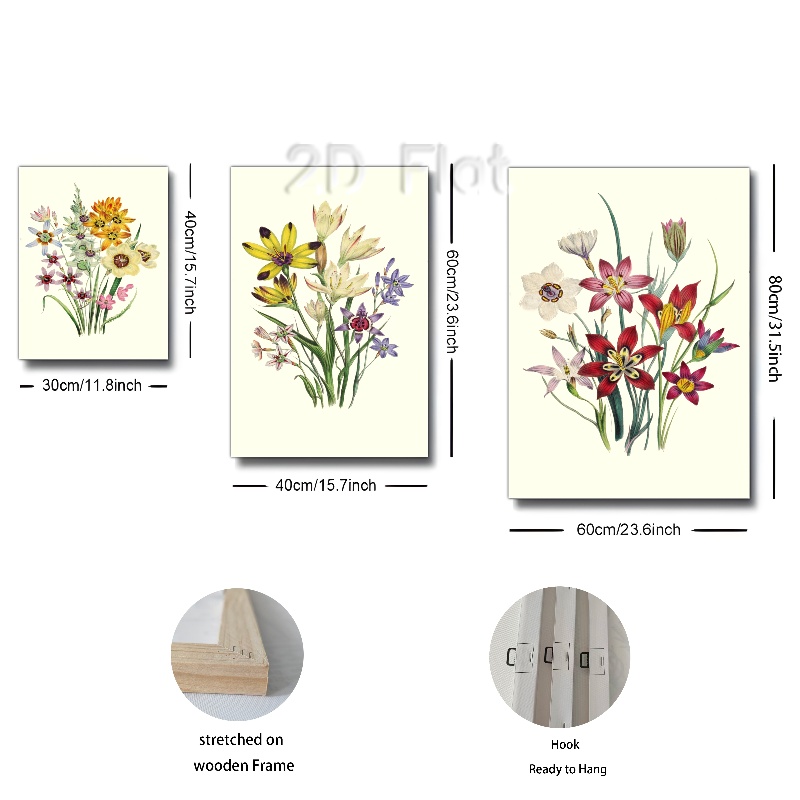 2D Flat
40cm/15.7inch
30cm/11.8inch
60cm/23.6inch
40cm/15.7inch
80cm/31.5inch
60cm/23.6inch
stretched on
wooden Frame
Hook
Ready to Hang